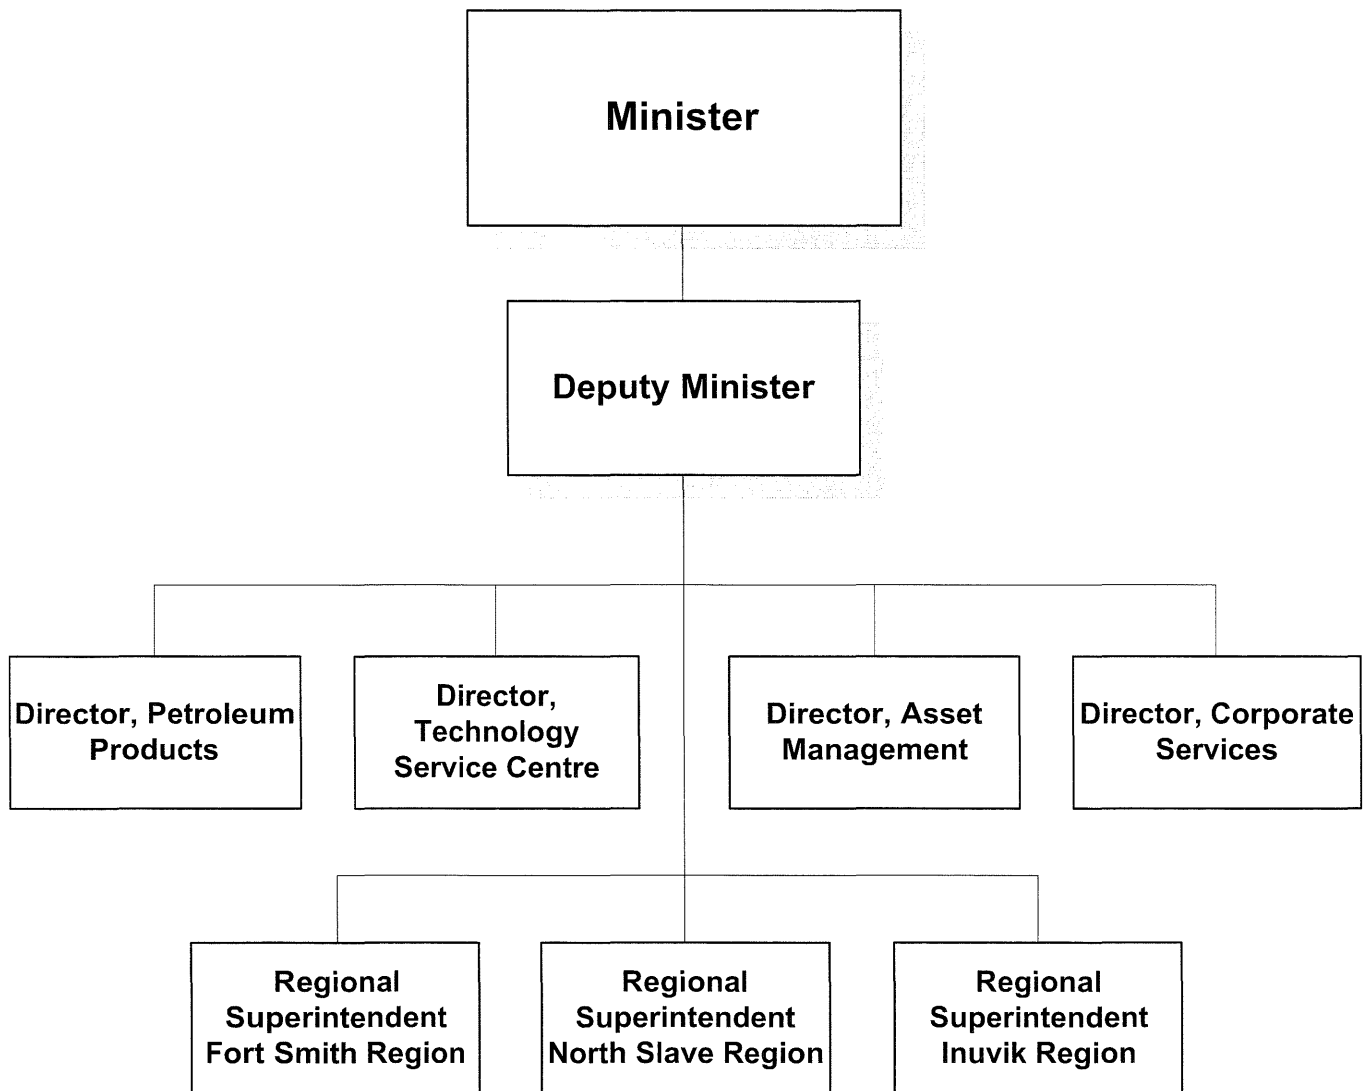 Minister
Deputy Minister
Director, Petroleum
Products
Director,
Technology
Service Centre
Director, Asset
Management
Director, Corporate
Services
Regional
Superintendent
Fort Smith Region
Regional
Superintendent
North Slave Region
Regional
Superintendent
Inuvik Region